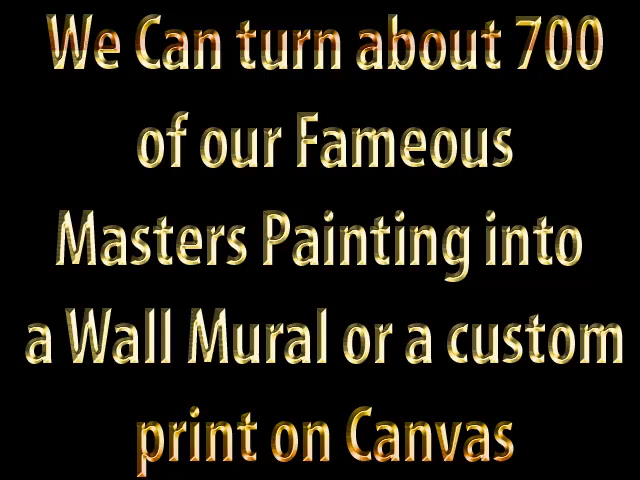 We Can turn about 700
of our Fameous
Masters Painting into
a Wall Mural or a custom
print on Canvas